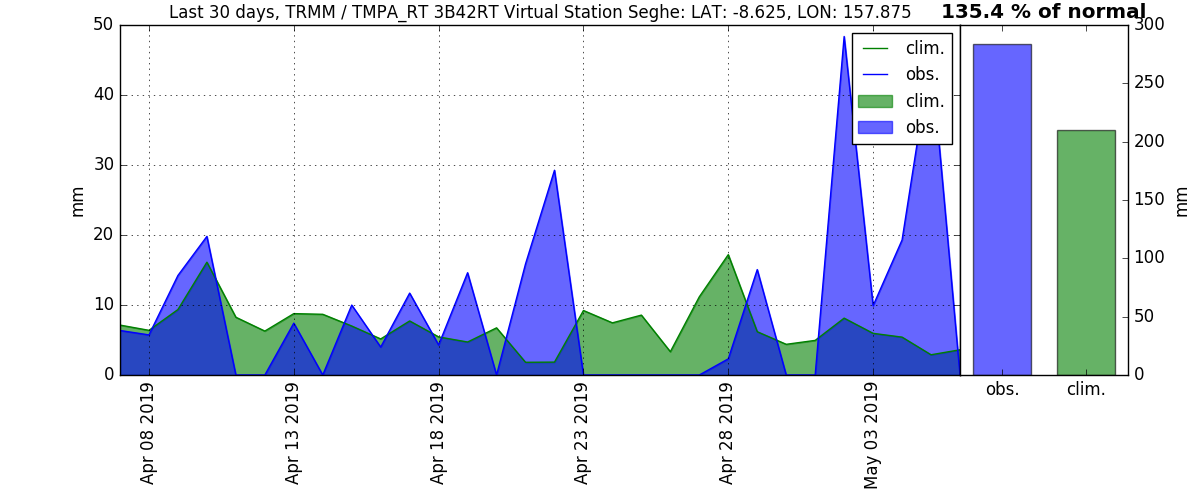 Last 30 days, TRMM / TMPA_RT 3B42RT Virtual Station Seghe: LAT: -8.625, LON: 157.875
135.4 % of normal
50
40
30
20
10
0
mm
clim.
obs.
clim.
obs.
Apr 08 2019
Apr 13 2019
Apr 18 2019
Apr 23 2019
Apr 28 2019
May 03 2019
300
250
200
150
100
50
0
mm
obs.
clim.